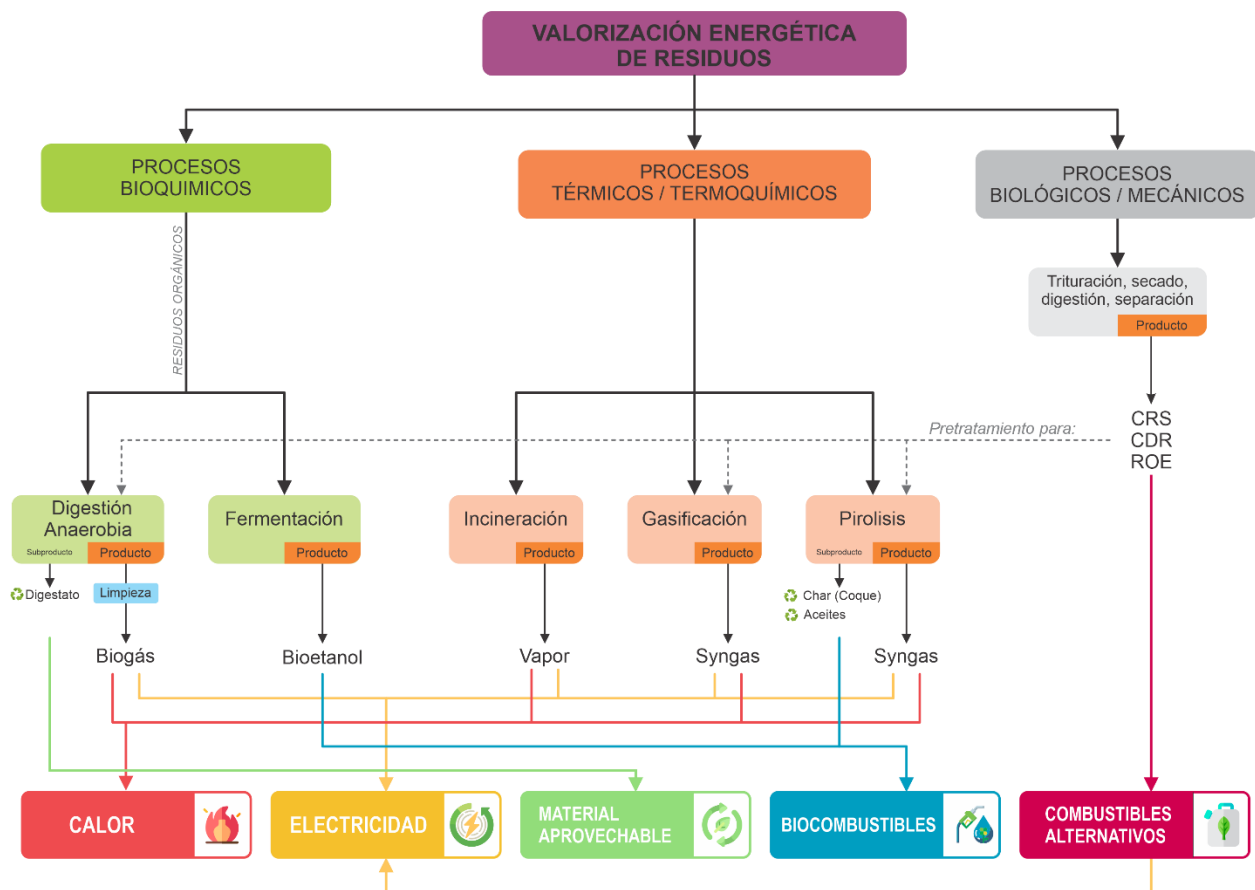 VALORIZACIÓN ENERGÉTICA
DE RESIDUOS
PROCESOS
BIOQUIMICOS
PROCESOS
TÉRMICOS / TERMOQUÍMICOS
PROCESOS
BIOLÓGICOS / MECÁNICOS
RESIDUOS ORGÁNICOS
Trituración, secado,
digestión, separación
Producto
CRS
CDR
ROE
Pretratamiento para:
Digestión
Anaerobia
Subproducto
Producto
Fermentación
Producto
Incineración
Producto
Gasificación
Producto
Pirolisis
Subproducto
Producto
Digestato
Limpieza
Char (Coque)
Aceites
Biogás
Bioetanol
Vapor
Syngas
Syngas
CALOR
ELECTRICIDAD
MATERIAL
APROVECHABLE
BIOCOMBUSTIBLES
COMBUSTIBLES
ALTERNATIVOS